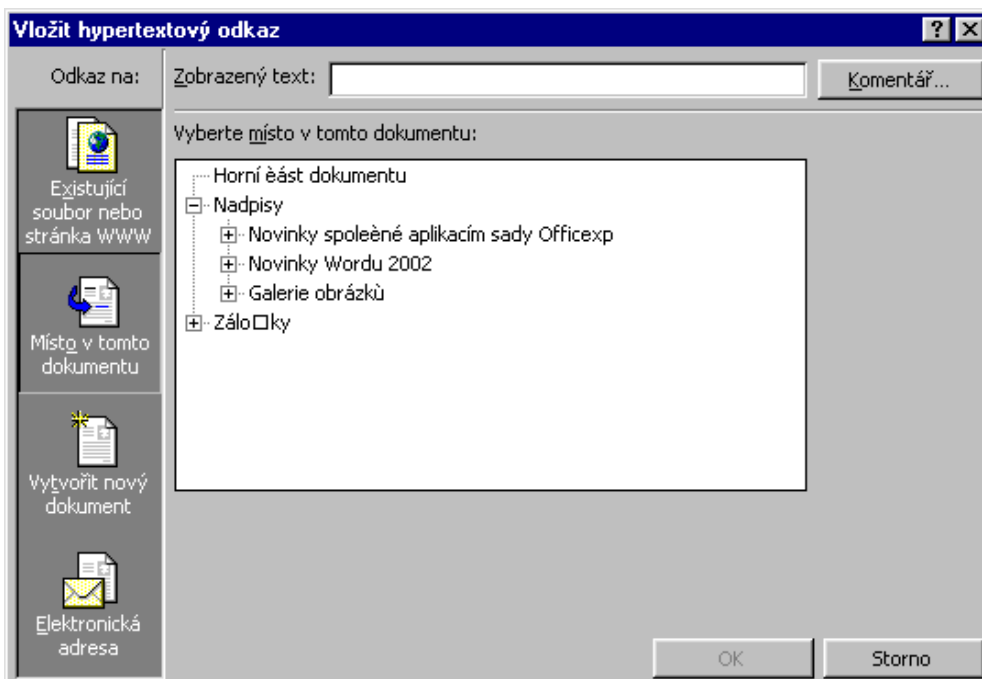 Vložit hypertextový odkaz
Odkaz na:
Zobrazený text:
Komentář...
Existující
soubor nebo
stránka WWW
Místo v tomto
dokumentu
Vytvořit nový
dokument
Elektronická
adresa
Vyberte místo v tomto dokumentu:
Horní èást dokumentu
Nadpisy
Novinky spoleèné aplikacím sady Officexp
Novinky Wordu 2002
Galerie obrázkù
Zálo□ky
OK
Storno